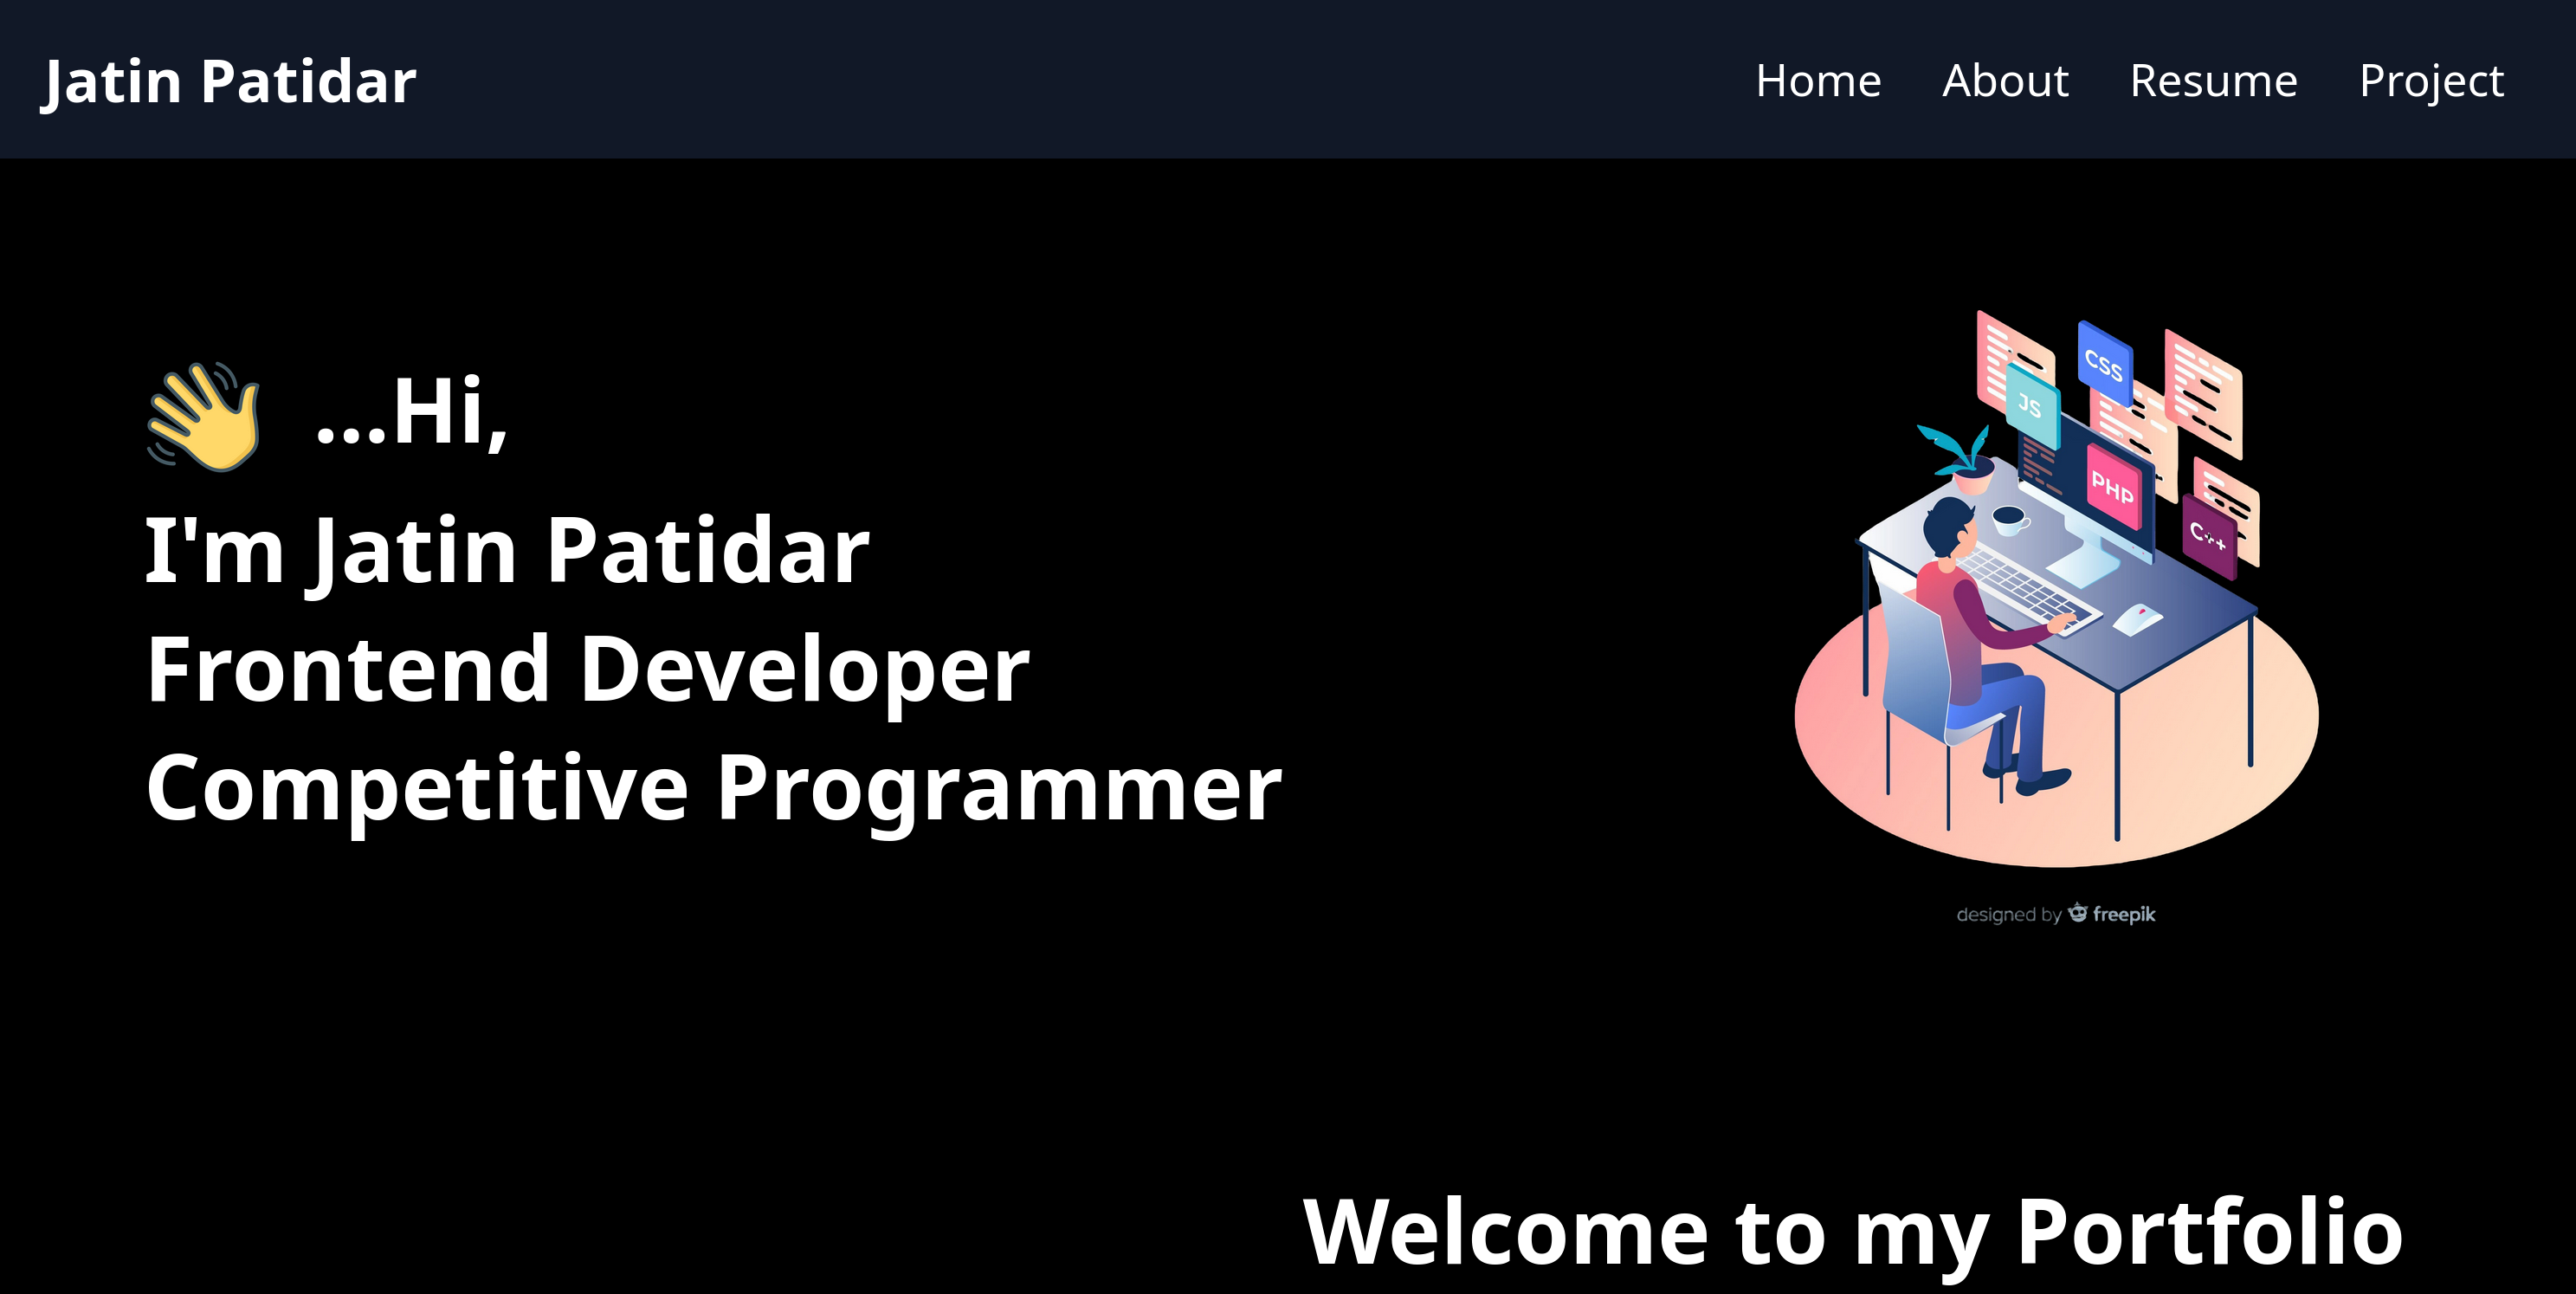 Jatin Patidar
Home About Resume Project
👋 ...Hi,
I'm Jatin Patidar
Frontend Developer
Competitive Programmer
CSS
JS
PHP
C++
designed by freepik
Welcome to my Portfolio